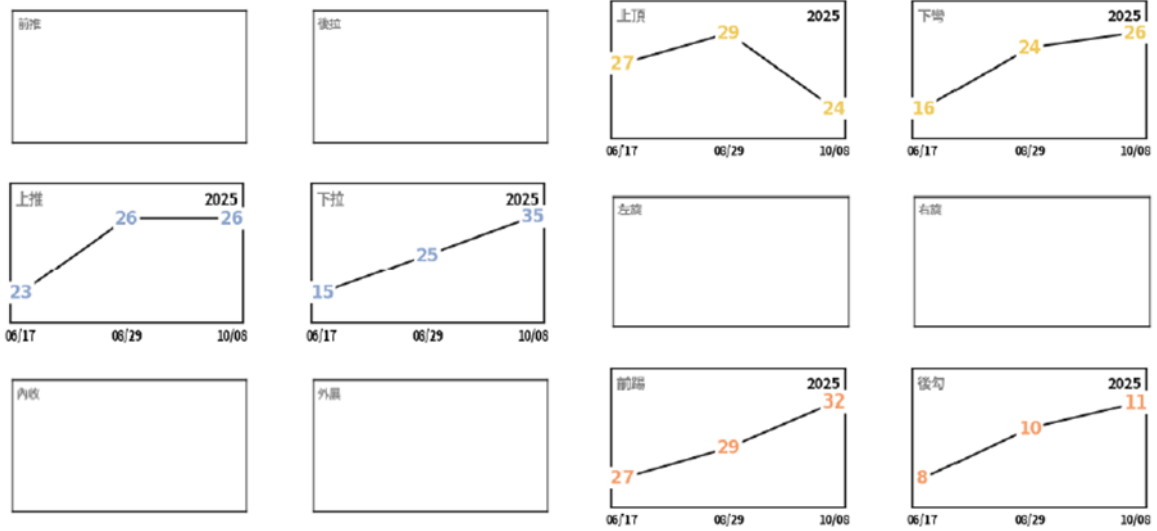 前推
後拉
上頂 2025
27 29 24
06/17 08/29 10/08
下彎 2025
16 24 26
06/17 08/29 10/08
上推 2025
23 26 26
06/17 08/29 10/08
下拉 2025
15 25 35
06/17 08/29 10/08
左旋
右旋
內收
外展
前踢 2025
27 29 32
06/17 08/29 10/08
後勾 2025
8 10 11
06/17 08/29 10/08